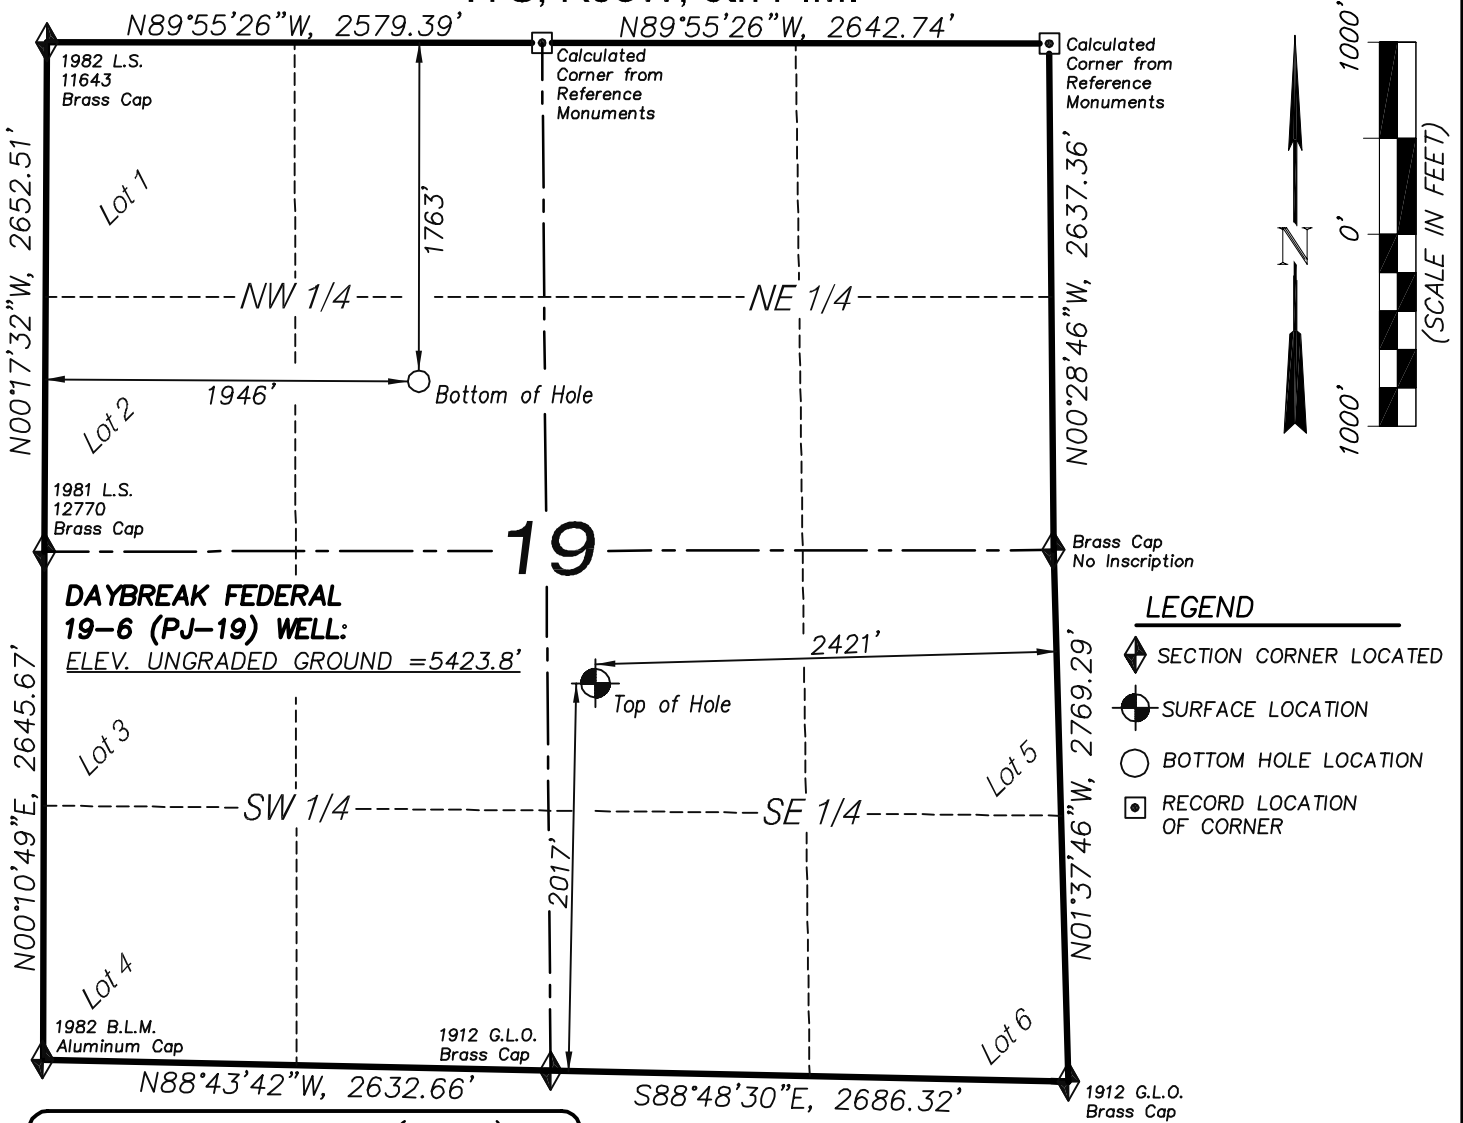 N89°55'26"W, 2579.39'
N89°55'26"W, 2642.74'
1982 L.S.
11643
Brass Cap
Calculated
Corner from
Reference
Monuments
Calculated
Corner from
Reference
Monuments
N00°17'32"W, 2652.51'
Lot 1
1763'
N00°28'46"W, 2637.36'
NW 1/4
NE 1/4
1946'
Bottom of Hole
Lot 2
1981 L.S.
12770
Brass Cap
19
Brass Cap
No Inscription
DAYBREAK FEDERAL
19-6 (PJ-19) WELL:
ELEV. UNGRADED GROUND =5423.8'
2421'
Top of Hole
N00°10'49"E, 2645.67'
Lot 3
Lot 5
N01°37'46"W, 2769.29'
SW 1/4
SE 1/4
2017'
Lot 4
Lot 6
1982 B.L.M.
Aluminum Cap
1912 G.L.O.
Brass Cap
N88°43'42"W, 2632.66'
S88°48'30"E, 2686.32'
1912 G.L.O.
Brass Cap
N
1000'
0'
1000'
(SCALE IN FEET)
LEGEND
SECTION CORNER LOCATED
SURFACE LOCATION
BOTTOM HOLE LOCATION
RECORD LOCATION
OF CORNER